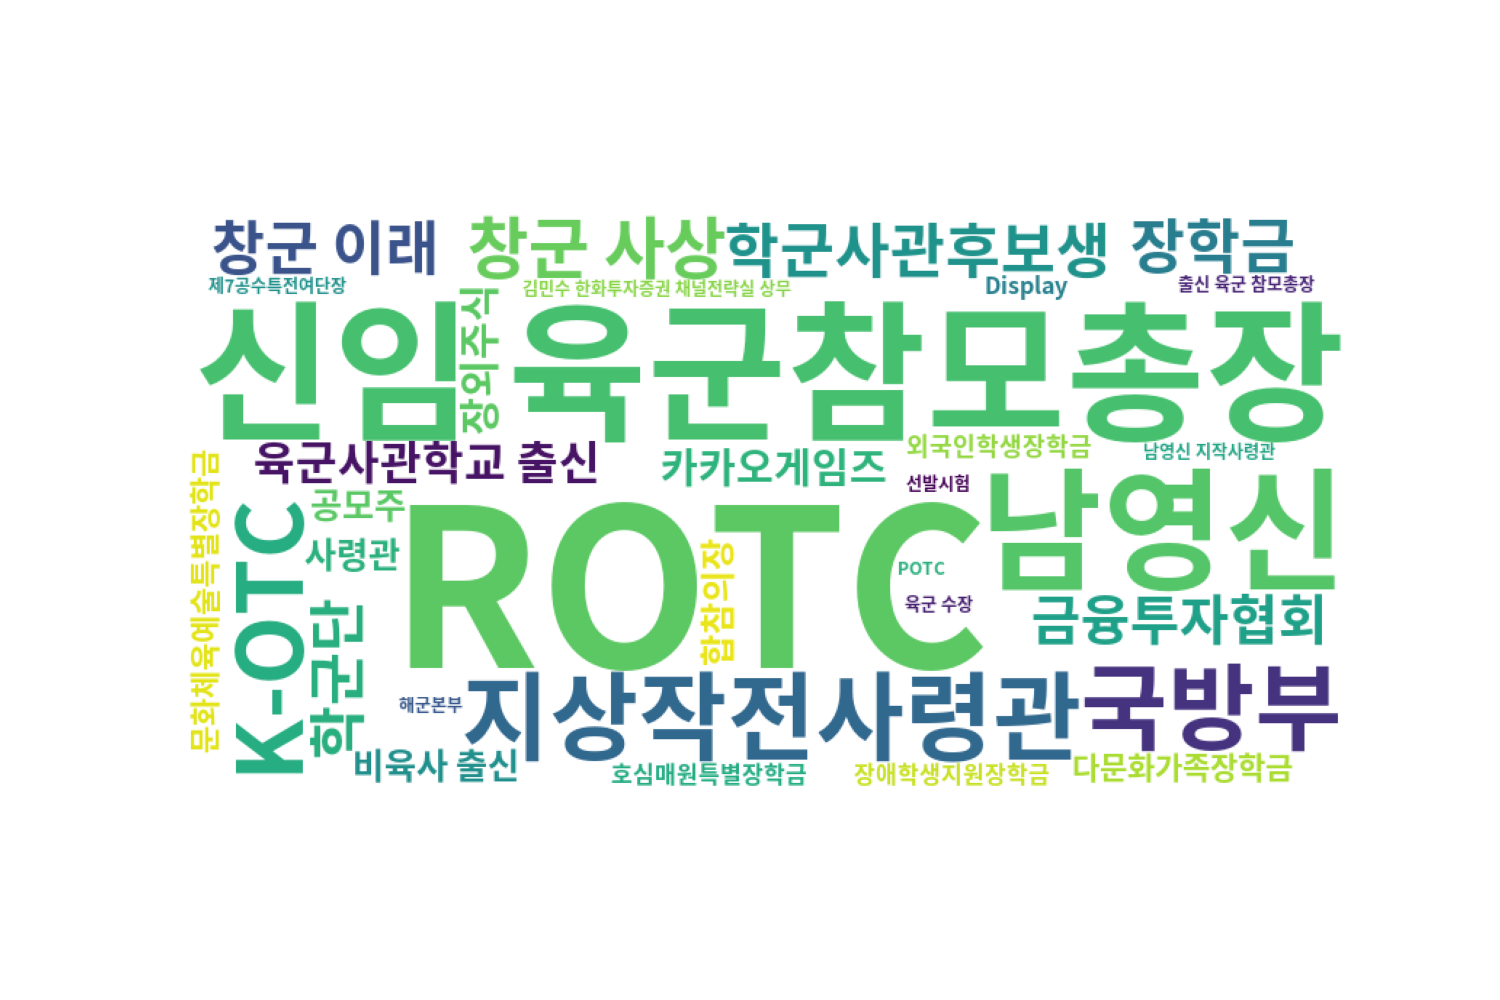 창군 이래
창군 사상
학군사관후보생
장학금
제7공수특전여단장
김민수 한화투자증권 채널전략실 상무
Display
출신 육군 참모총장
신임 육군참모총장
장외주식
육군사관학교 출신
카카오게임즈
외국인학생장학금
남영신 지작사령관
문화체육예술특별장학금
K-OTC
공모주
ROTC
선발시험
남영신
사령관
합참의장
POTC
육군 수장
학군단
금융투자협회
해군본부
지상작전사령관
국방부
비육사 출신
호심매원특별장학금
장애학생지원장학금
다문화가족장학금